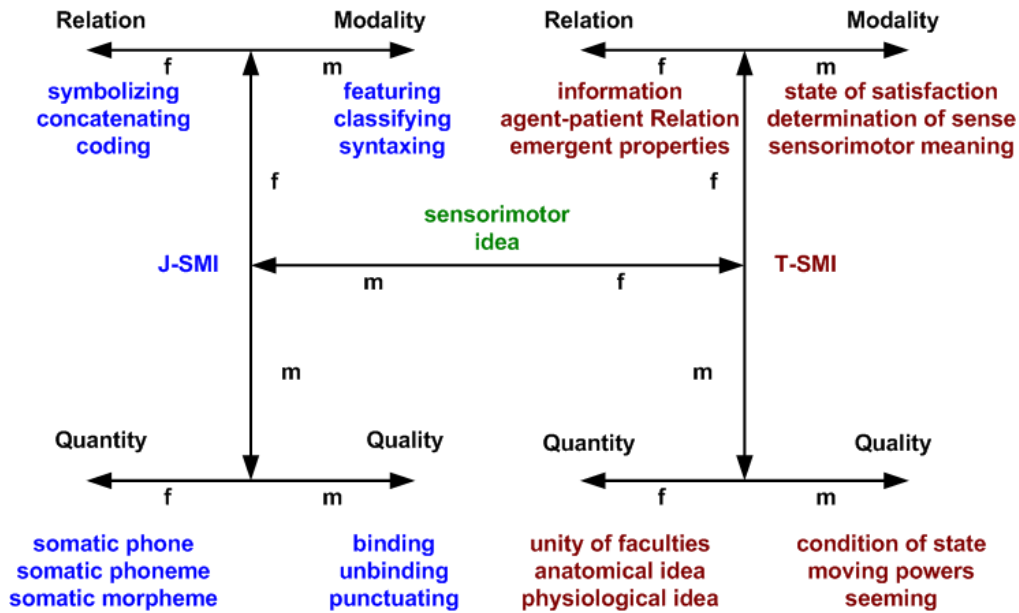 Relation Modality Relation Modality
f m f m
symbolizing featuring information state of satisfaction
concatenating classifying agent-patient Relation determination of sense
coding syntaxing emergent properties sensorimotor meaning
f f
sensorimotor
idea
J-SMI T-SMI
m f
m m
Quantity Quality Quantity Quality
f m f m
somatic phone binding unity of faculties condition of state
somatic phoneme unbinding anatomical idea moving powers
somatic morpheme punctuating physiological idea seeming